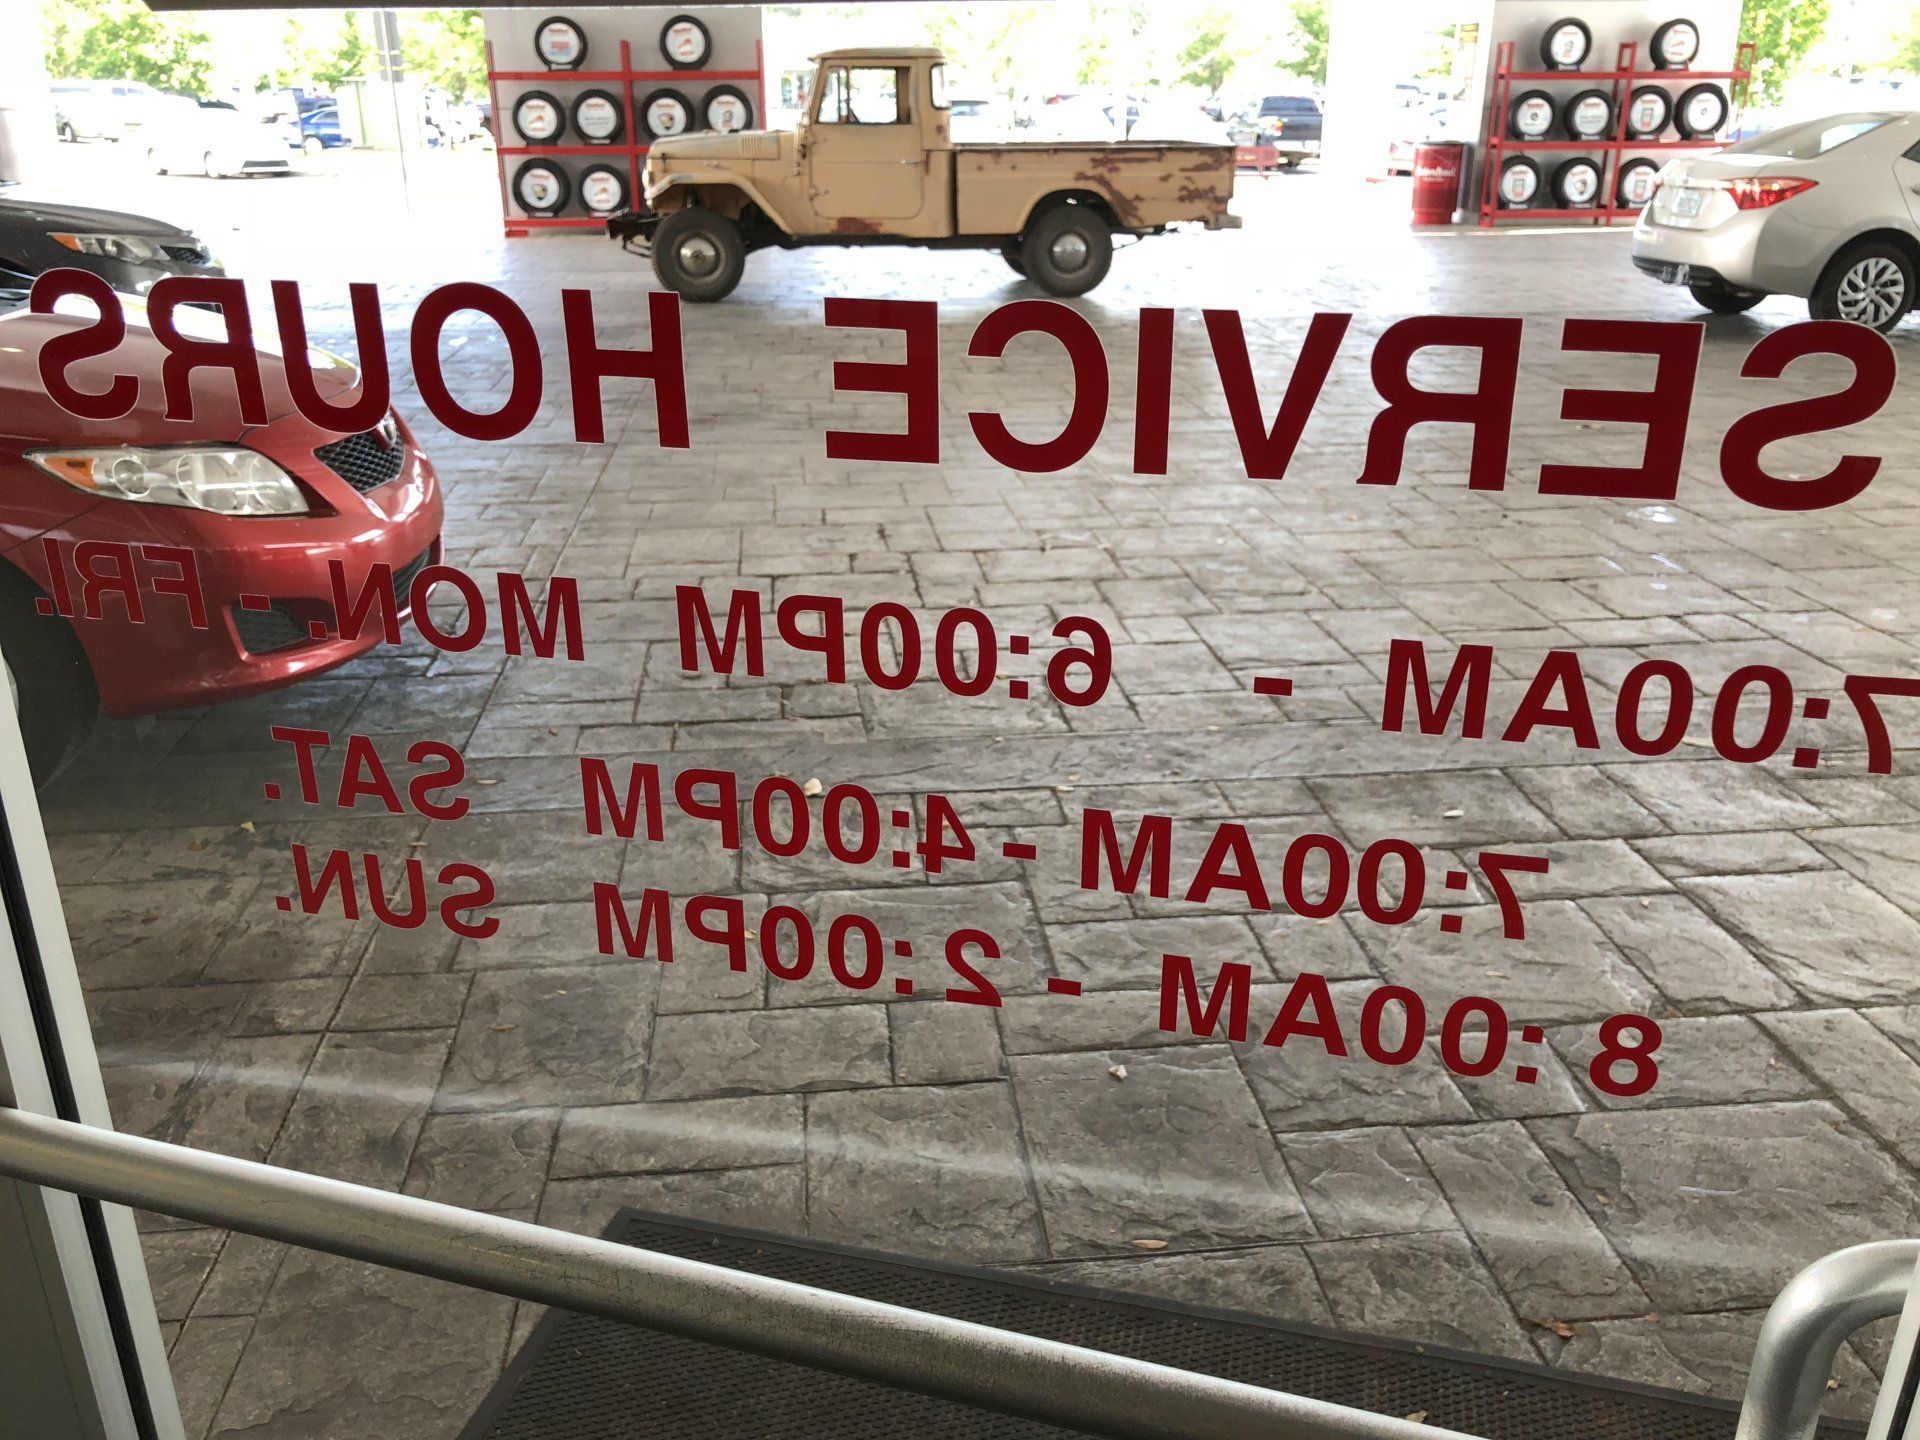 SERVICE HOURS
7:00AM - 6:00PM MON. - FRI.
7:00AM - 4:00PM SAT.
8:00AM - 2:00PM SUN.